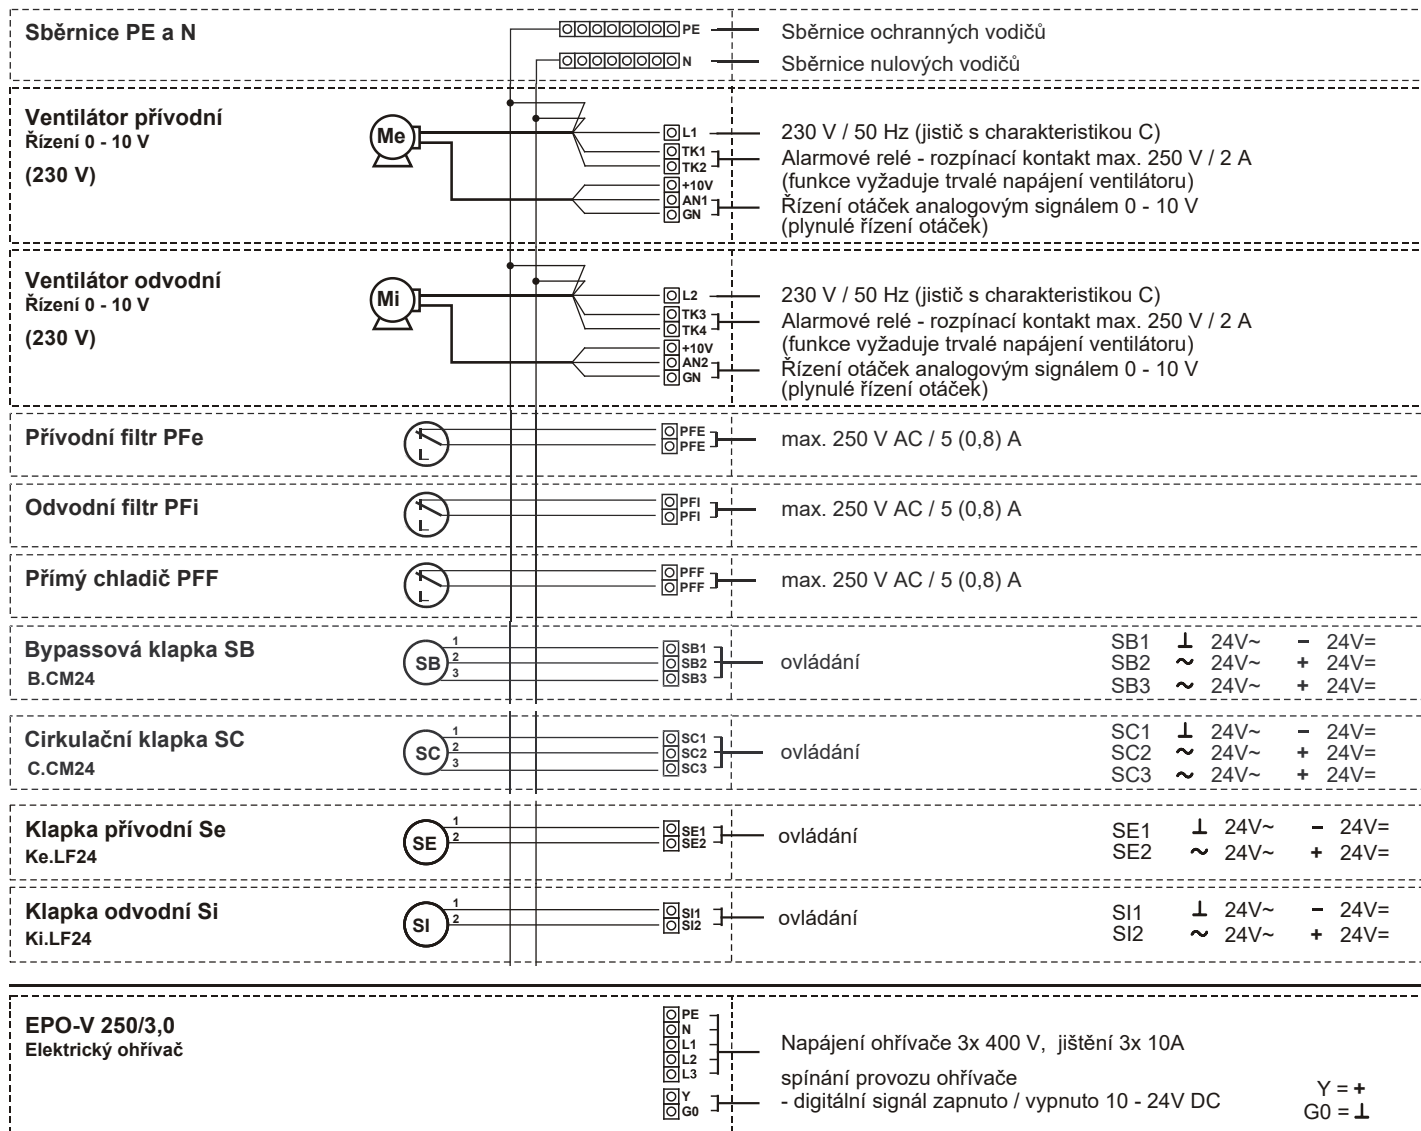 Sběrnice PE a N
PE
Sběrnice ochranných vodičů
N
Sběrnice nulových vodičů
Ventilátor přívodní
Řízení 0 - 10 V
(230 V)
Me
L1
TK1
TK2
+10V
AN1
GN
230 V / 50 Hz (jistič s charakteristikou C)
Alarmové relé - rozpínací kontakt max. 250 V / 2 A
(funkce vyžaduje trvalé napájení ventilátoru)
Řízení otáček analogovým signálem 0 - 10 V
(plynulé řízení otáček)
Ventilátor odvodní
Řízení 0 - 10 V
(230 V)
Mi
L2
TK3
TK4
+10V
AN2
GN
230 V / 50 Hz (jistič s charakteristikou C)
Alarmové relé - rozpínací kontakt max. 250 V / 2 A
(funkce vyžaduje trvalé napájení ventilátoru)
Řízení otáček analogovým signálem 0 - 10 V
(plynulé řízení otáček)
Přívodní filtr PFe
PFE
PFE
max. 250 V AC / 5 (0,8) A
Odvodní filtr PFi
PFI
PFI
max. 250 V AC / 5 (0,8) A
Přímý chladič PFF
PFF
PFF
max. 250 V AC / 5 (0,8) A
Bypassová klapka SB
B.CM24
SB
1
2
3
SB1
SB2
SB3
ovládání
SB1 ⊥ 24V~ – 24V=
SB2 ~ 24V~ + 24V=
SB3 ~ 24V~ + 24V=
Cirkulační klapka SC
C.CM24
SC
1
2
3
SC1
SC2
SC3
ovládání
SC1 ⊥ 24V~ – 24V=
SC2 ~ 24V~ + 24V=
SC3 ~ 24V~ + 24V=
Klapka přívodní Se
Ke.LF24
SE
1
2
SE1
SE2
ovládání
SE1 ⊥ 24V~ – 24V=
SE2 ~ 24V~ + 24V=
Klapka odvodní Si
Ki.LF24
SI
1
2
SI1
SI2
ovládání
SI1 ⊥ 24V~ – 24V=
SI2 ~ 24V~ + 24V=
EPO-V 250/3,0
Elektrický ohřívač
PE
N
L1
L2
L3
Y
G0
Napájení ohřívače 3x 400 V, jištění 3x 10A
spínání provozu ohřívače
- digitální signál zapnuto / vypnuto 10 - 24V DC
Y = +
G0 = ⊥